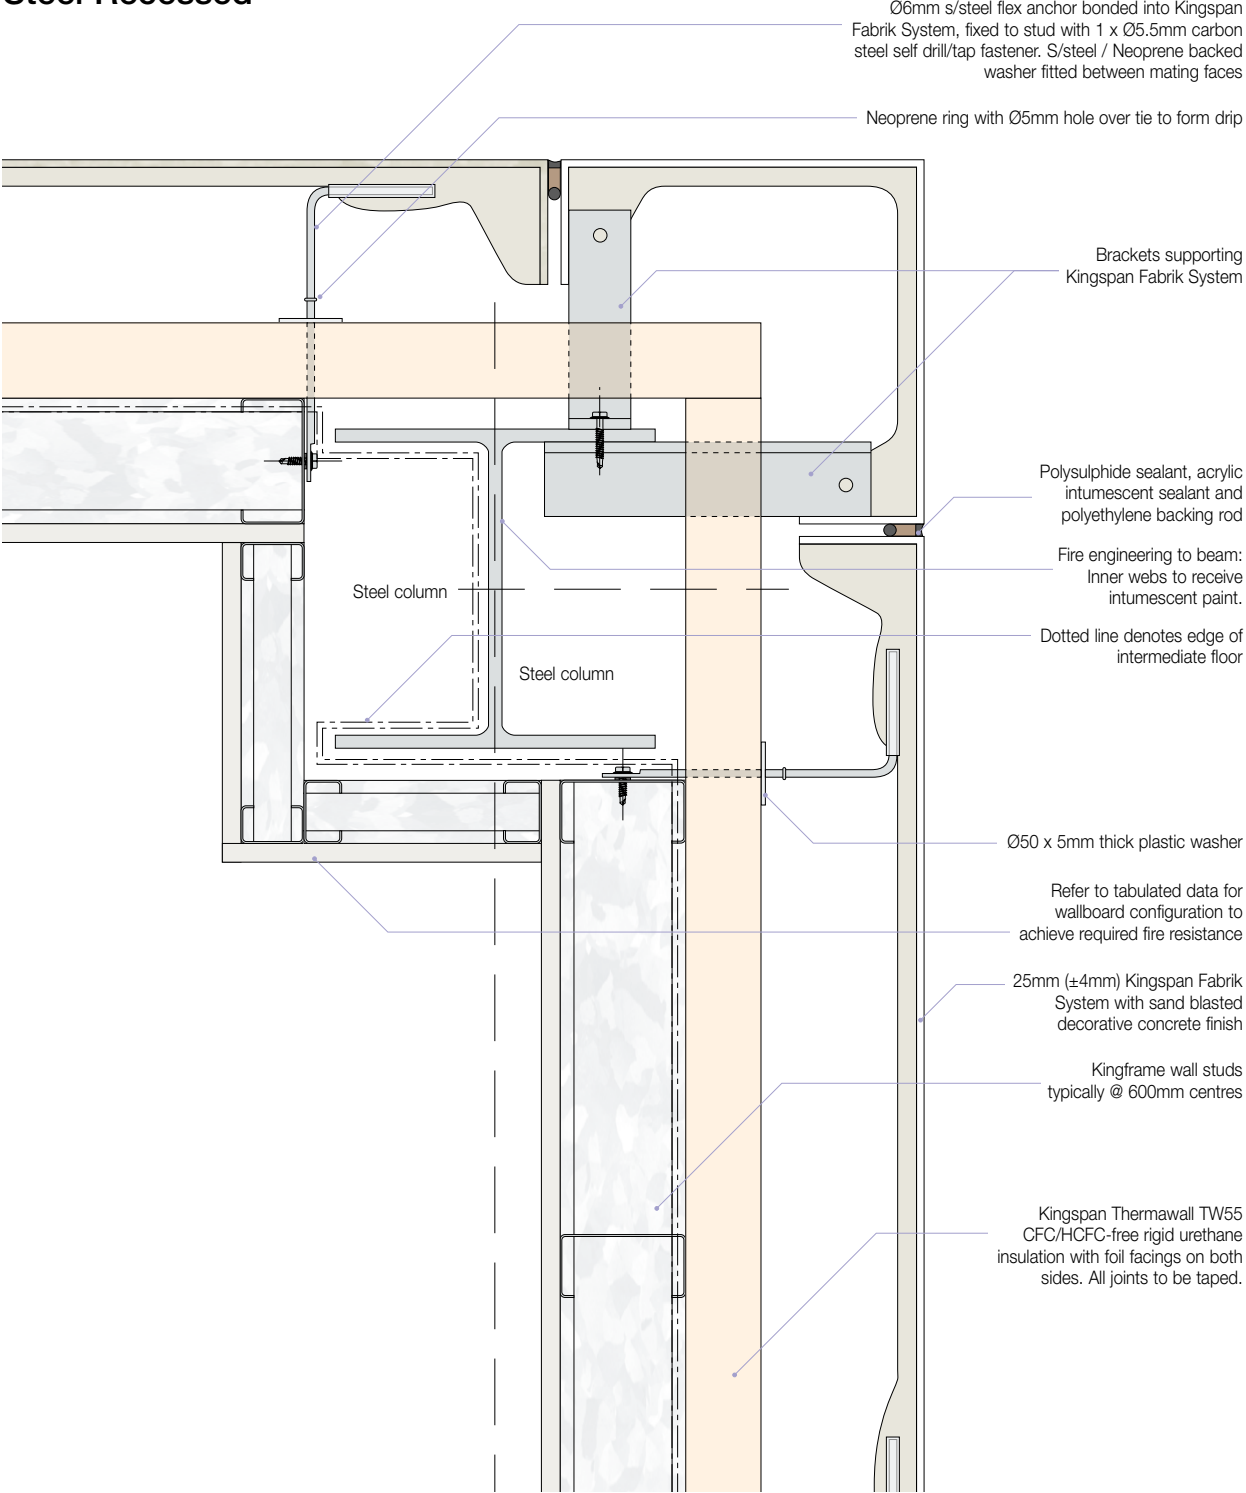 Steel Recessed
Ø6mm s/steel flex anchor bonded into Kingspan
Fabrik System, fixed to stud with 1 x Ø5.5mm carbon
steel self drill/tap fastener. S/steel / Neoprene backed
washer fitted between mating faces
Neoprene ring with Ø5mm hole over tie to form drip
Brackets supporting
Kingspan Fabrik System
Polysulphide sealant, acrylic
intumescent sealant and
polyethylene backing rod
Fire engineering to beam:
Inner webs to receive
intumescent paint.
Steel column
Dotted line denotes edge of
intermediate floor
Steel column
Ø50 x 5mm thick plastic washer
Refer to tabulated data for
wallboard configuration to
achieve required fire resistance
25mm (±4mm) Kingspan Fabrik
System with sand blasted
decorative concrete finish
Kingframe wall studs
typically @ 600mm centres
Kingspan Thermawall TW55
CFC/HCFC-free rigid urethane
insulation with foil facings on both
sides. All joints to be taped.